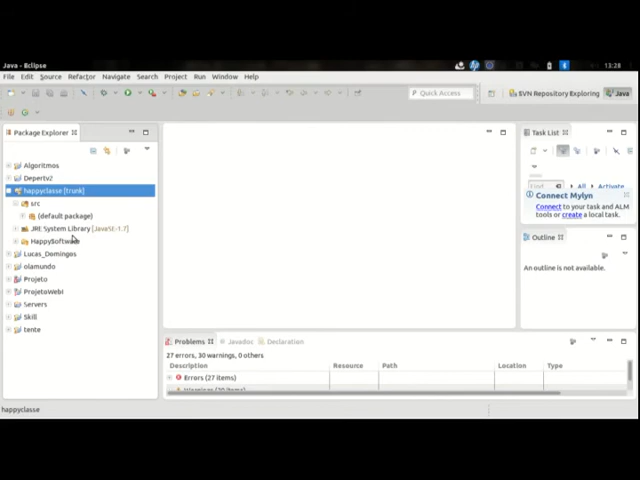 Java - Eclipse
13:28
File Edit Source Refactor Navigate Search Project Run Window Help
Quick Access
SVN Repository Exploring
Java
Package Explorer
Algoritmos
Depertv2
happyclasse [trunk]
src
(default package)
JRE System Library [JavaSE-1.7]
HappySoftware
Lucas_Domingos
olamundo
Projeto
ProjetoWebI
Servers
Skill
tente
Task List
Find
All
Activate
Connect Mylyn
Connect to your task and ALM
tools or create a local task.
Outline
An outline is not available.
Problems
Javadoc
Declaration
27 errors, 30 warnings, 0 others
Description Resource Path Location Type
Errors (27 items)
happyclasse